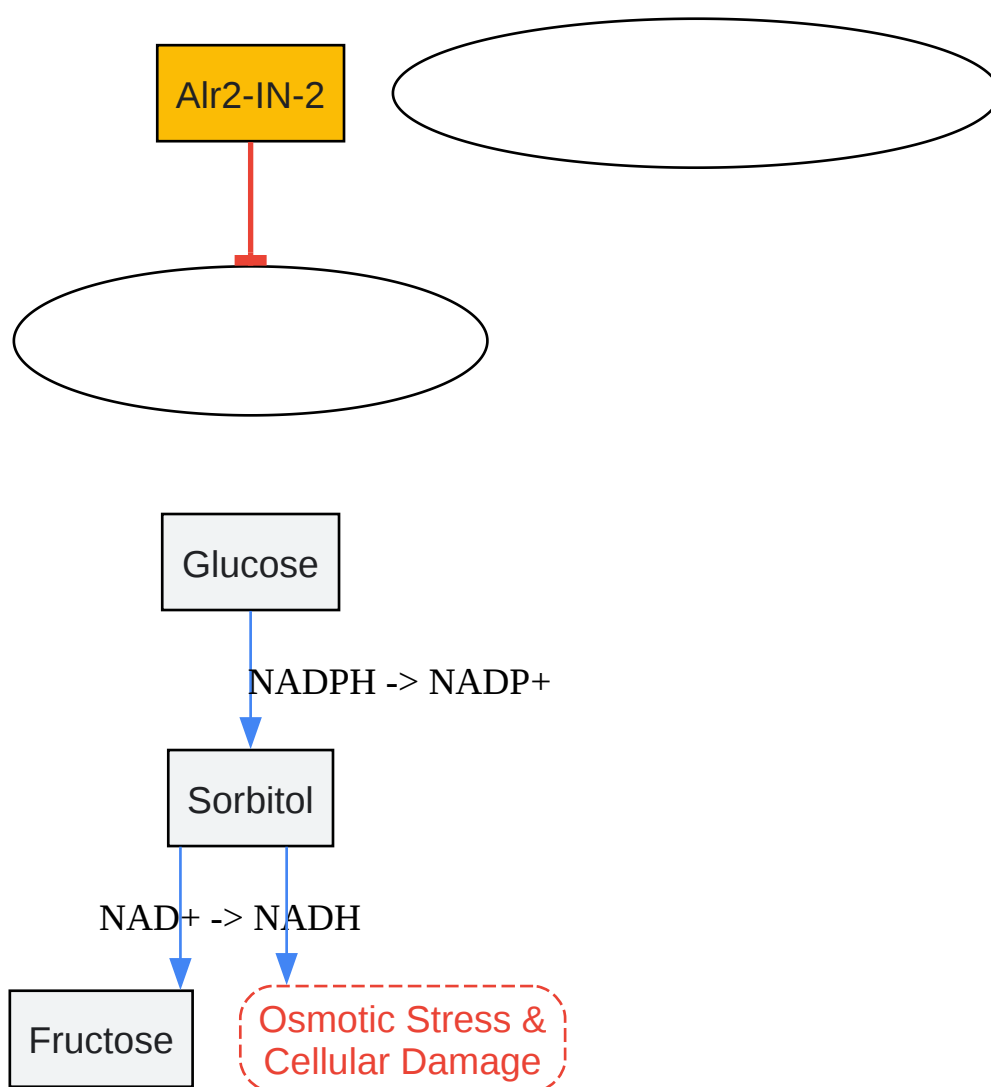 Alr2-IN-2
Glucose
NADPH -> NADP+
Sorbitol
NAD+ -> NADH
Fructose
Osmotic Stress &
Cellular Damage